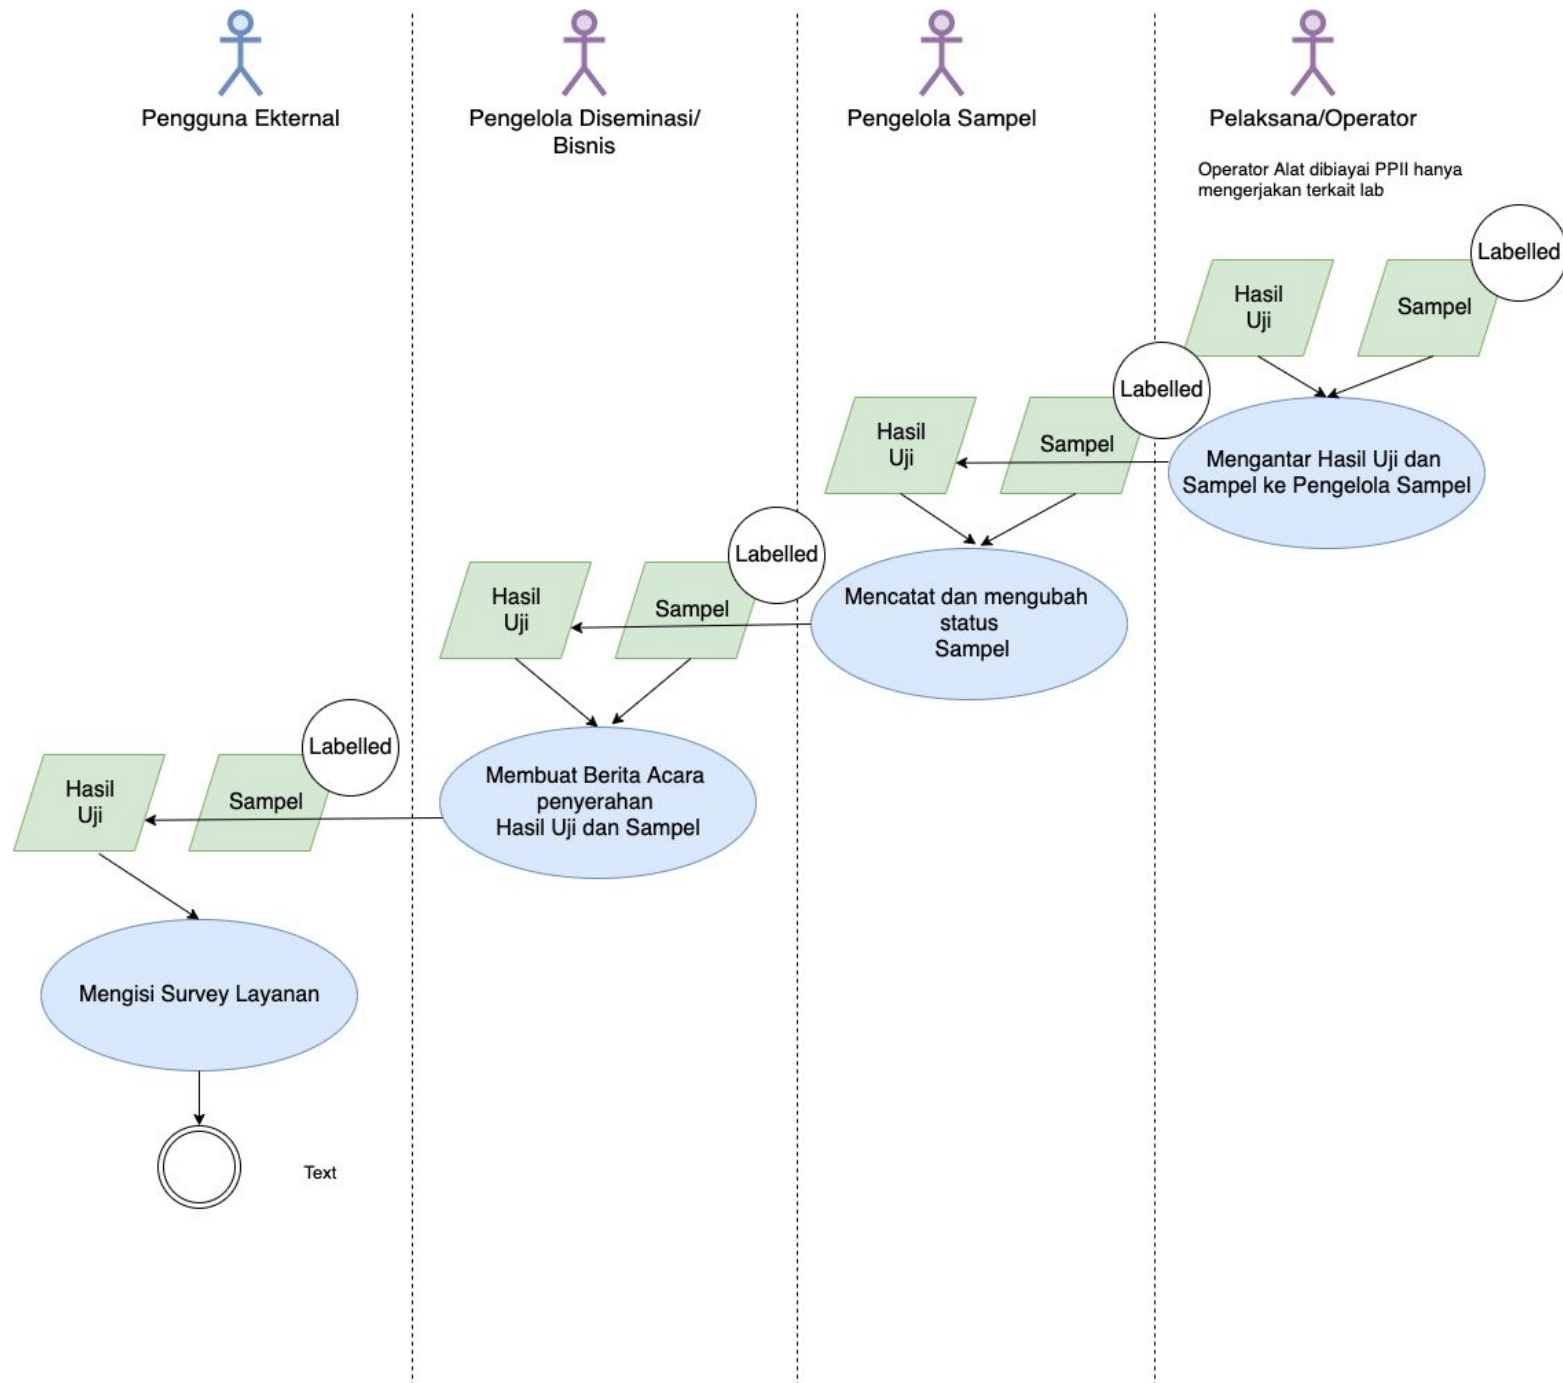 Pengguna Ekternal
Pengelola Diseminasi/
Bisnis
Pengelola Sampel
Pelaksana/Operator
Operator Alat dibiayai PPII hanya
mengerjakan terkait lab
Labelled
Hasil
Uji
Sampel
Labelled
Mengantar Hasil Uji dan
Sampel ke Pengelola Sampel
Hasil
Uji
Sampel
Labelled
Mencatat dan mengubah
status
Sampel
Hasil
Uji
Sampel
Labelled
Membuat Berita Acara
penyerahan
Hasil Uji dan Sampel
Hasil
Uji
Sampel
Mengisi Survey Layanan
Text